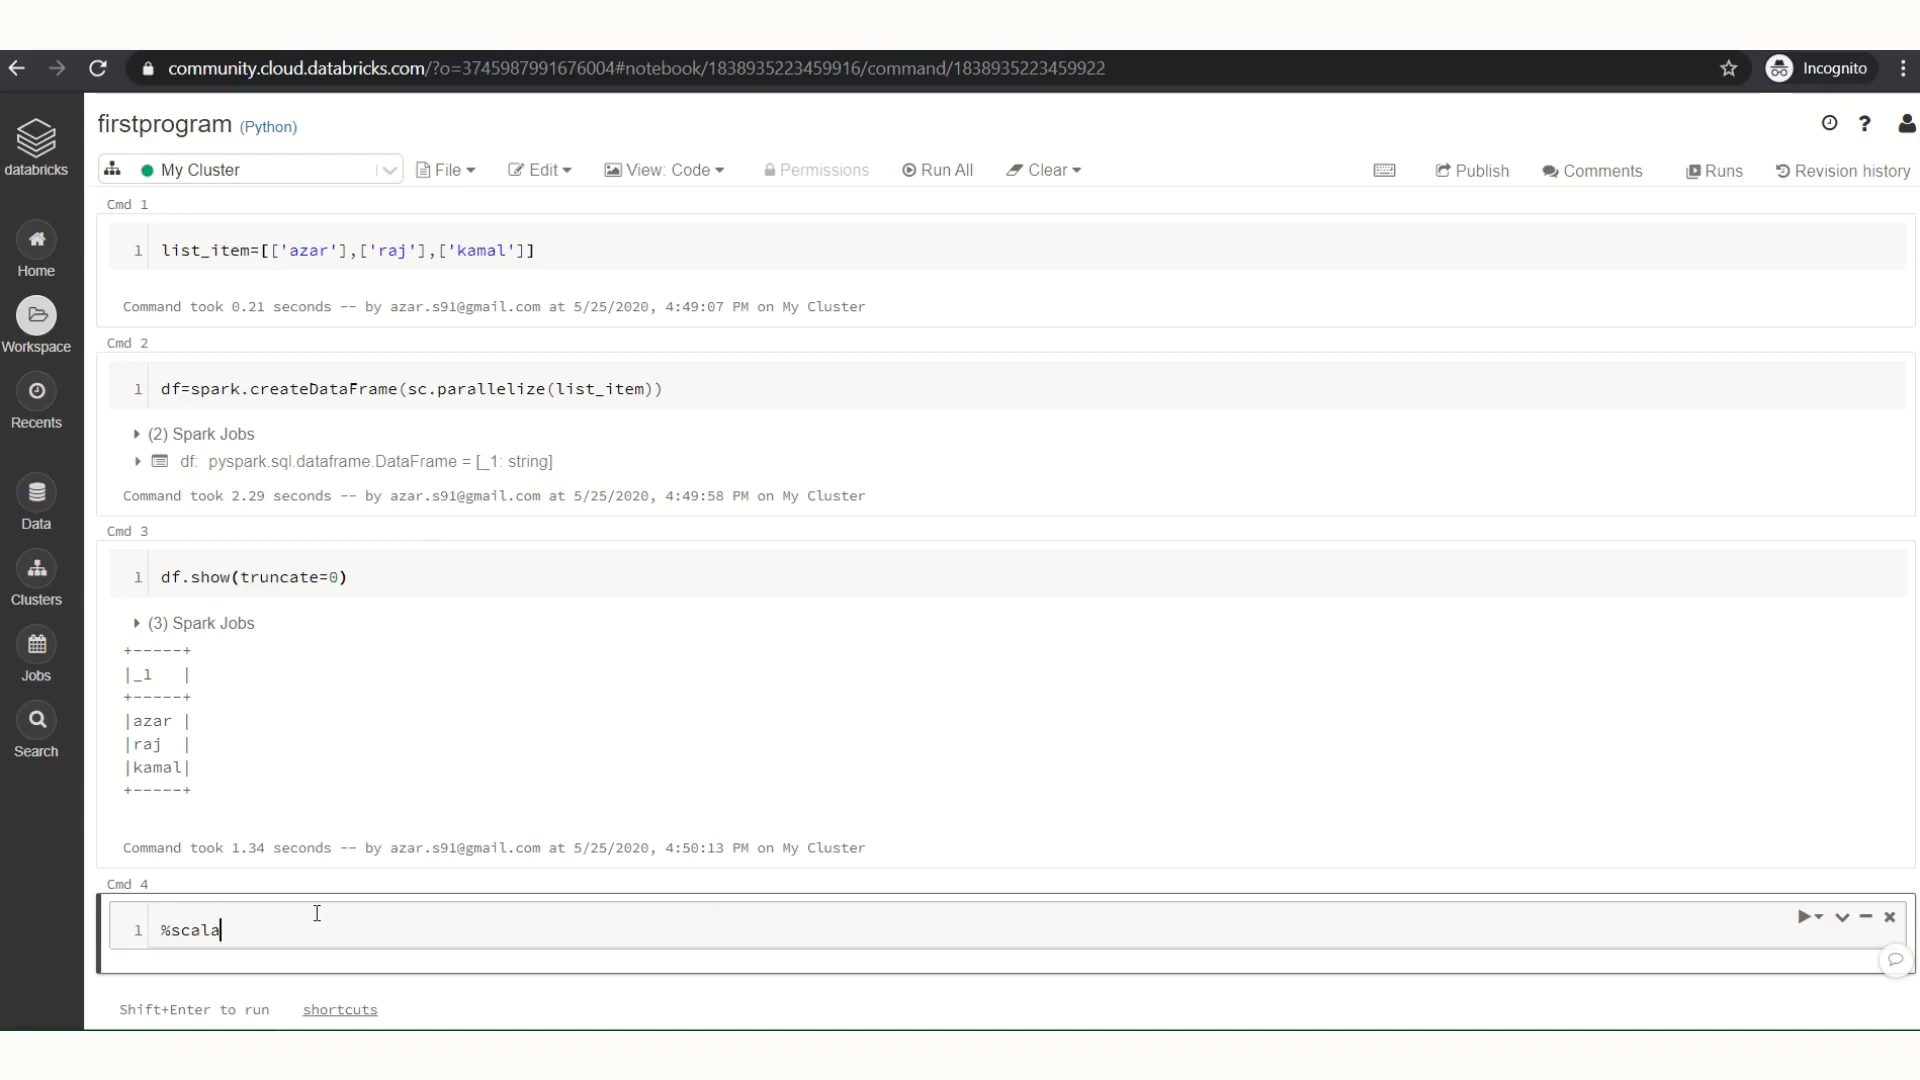 community.cloud.databricks.com/?o=3745987991676004#notebook/1838935223459916/command/1838935223459922
Incognito
databricks
Home
Workspace
Recents
Data
Clusters
Jobs
Search
firstprogram (Python)
My Cluster File Edit View: Code Permissions Run All Clear Publish Comments Runs Revision history
Cmd 1
1 list_item=[['azar'],['raj'],['kamal']]
Command took 0.21 seconds -- by azar.s91@gmail.com at 5/25/2020, 4:49:07 PM on My Cluster
Cmd 2
1 df=spark.createDataFrame(sc.parallelize(list_item))
(2) Spark Jobs
df: pyspark.sql.dataframe.DataFrame = [_1: string]
Command took 2.29 seconds -- by azar.s91@gmail.com at 5/25/2020, 4:49:58 PM on My Cluster
Cmd 3
1 df.show(truncate=0)
(3) Spark Jobs
+-----+
|_1   |
+-----+
|azar |
|raj  |
|kamal|
+-----+
Command took 1.34 seconds -- by azar.s91@gmail.com at 5/25/2020, 4:50:13 PM on My Cluster
Cmd 4
1 %scala
Shift+Enter to run shortcuts